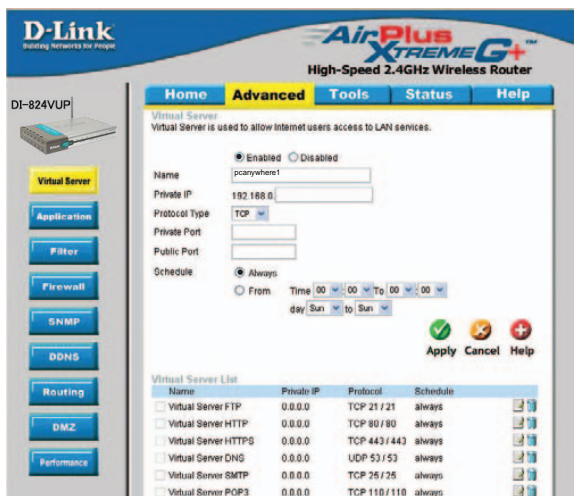 D-Link
Building Networks for People
AirPlus
XTREME G+™
High-Speed 2.4GHz Wireless Router
DI-824VUP
Home Advanced Tools Status Help
Virtual Server
Virtual Server is used to allow Internet users access to LAN services.
Enabled Disabled
Name pcanywhere1
Private IP 192.168.0.
Protocol Type TCP
Private Port
Public Port
Schedule Always
From Time 00 : 00 To 00 : 00
day Sun to Sun
Apply Cancel Help
Virtual Server
Application
Filter
Firewall
SNMP
DDNS
Routing
DMZ
Performance
Virtual Server List
Name Private IP Protocol Schedule
Virtual Server FTP 0.0.0.0 TCP 21 / 21 always
Virtual Server HTTP 0.0.0.0 TCP 80 / 80 always
Virtual Server HTTPS 0.0.0.0 TCP 443 / 443 always
Virtual Server DNS 0.0.0.0 UDP 53 / 53 always
Virtual Server SMTP 0.0.0.0 TCP 25 / 25 always
Virtual Server POP3 0.0.0.0 TCP 110 / 110 always